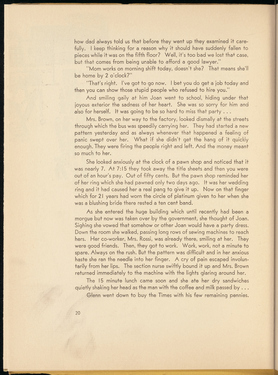 how dad always told us that before they went up they examined it care-
fully. I keep thinking for a reason why it should have suddenly fallen to
pieces while it was on the fifth floor? Well, it's too bad we lost that case,
but that comes from being unable to afford a good lawyer."
"Mom works on morning shift today, doesn't she? That means she'll
be home by 2 o'clock?"
"That's right. I've got to go now. I bet you do get a job today and
then you can show those stupid people who refused to hire you."
And smiling gaily at him Joan went to school, hiding under that
joyous exterior the sadness of her heart. She was so sorry for him and
also for herself. It was going to be so hard to miss that party . . .
Mrs. Brown, on her way to the factory, looked dismally at the streets
through which the bus was speedily carrying her. They had started a new
pattern yesterday and as always whenever that happened a feeling of
panic swept over her. What if she didn't get the hang of it quickly
enough. They were firing the people right and left. And the money meant
so much to her.
She looked anxiously at the clock of a pawn shop and noticed that it
was nearly 7. At 7:15 they took away the title sheets and then you were
out of an hour's pay. Out of fifty cents. But the pawn shop reminded her
of her ring which she had pawned only two days ago. It was her wedding
ring and it had caused her a real pang to give it up. Now on that finger
which for 21 years had worn the circle of platinum given to her when she
was a blushing bride there rested a ten cent band.
As she entered the huge building which until recently had been a
morgue but now was taken over by the government, she thought of Joan.
Sighing she vowed that somehow or other Joan would have a party dress.
Down the room she walked, passing long rows of sewing machines to reach
hers. Her co-worker, Mrs. Rossi, was already there, smiling at her. They
were good friends. Then, they got to work. Work, work, not a minute to
spare. Always on the rush. But the pattern was difficult and in her anxious
haste she ran the needle into her finger. A cry of pain escaped involun-
tarily from her lips. The section nurse swiftly bound it up and Mrs. Brown
returned immediately to the machine with the lights glaring around her.
The 15 minute lunch came soon and she ate her dry sandwiches
quietly shaking her head as the man with the coffee and milk passed by . . .
Glenn went down to buy the Times with his few remaining pennies.
20